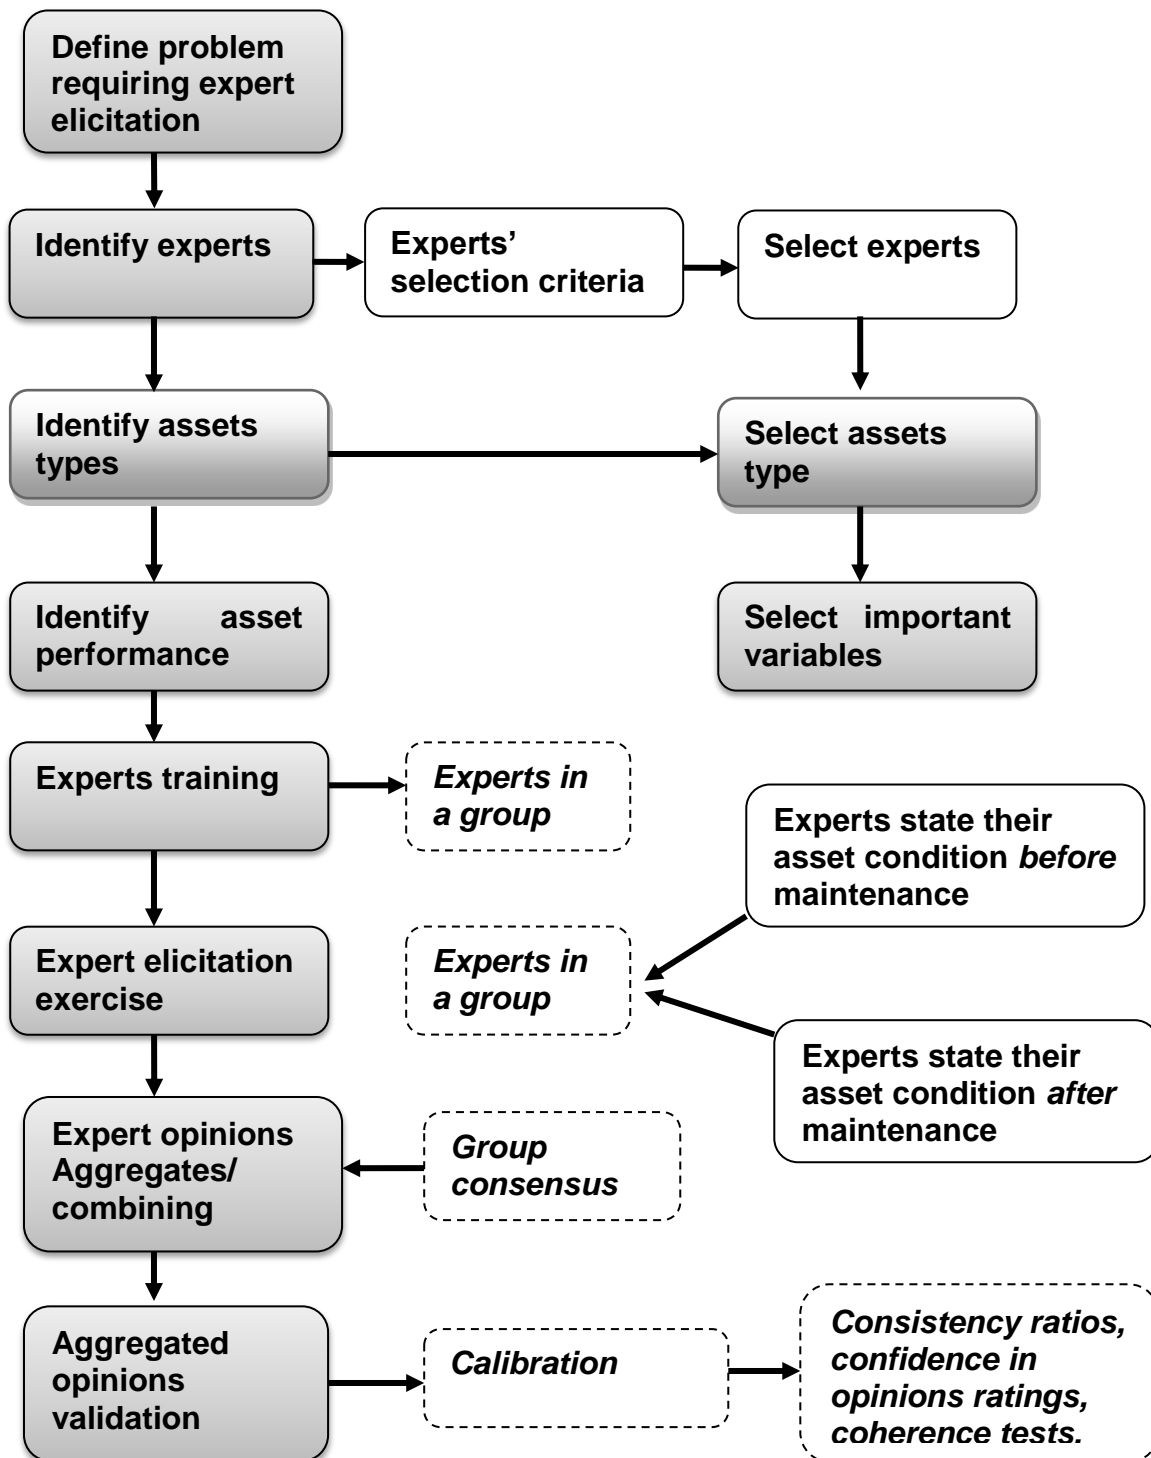 Define problem
requiring expert
elicitation
Identify experts
Experts’
selection criteria
Select experts
Identify assets
types
Select assets
type
Identify asset
performance
Select important
variables
Experts training
Experts in
a group
Experts state their
asset condition before
maintenance
Expert elicitation
exercise
Experts in
a group
Experts state their
asset condition after
maintenance
Expert opinions
Aggregates/
combining
Group
consensus
Aggregated
opinions
validation
Calibration
Consistency ratios,
confidence in
opinions ratings,
coherence tests.